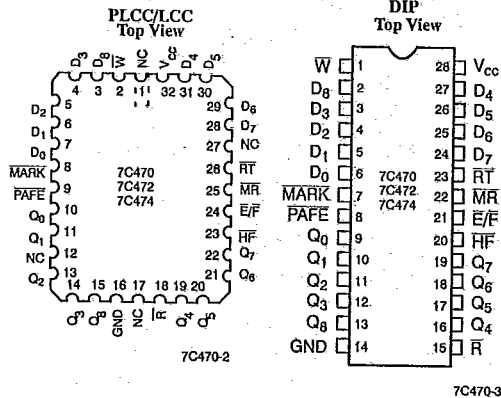 PLCC/LCC
Top View
D3 D8 W NC VCC D4 D5
4 3 2 1 32 31 30
D2 5 29 D6
D1 6 28 D7
D0 7 27 NC
MARK 8 26 RT
PAFE 9 25 MR
Q0 10 24 E/F
Q1 11 23 HF
NC 12 22 Q7
Q2 13 21 Q6
7C470
7C472
7C474
14 15 16 17 18 19 20
Q3 Q8 GND NC R Q4 Q5
7C470-2
DIP
Top View
W 1 28 VCC
D8 2 27 D4
D3 3 26 D5
D2 4 25 D6
D1 5 24 D7
D0 6 23 RT
MARK 7 22 MR
PAFE 8 21 E/F
Q0 9 20 HF
Q1 10 19 Q7
Q2 11 18 Q6
Q3 12 17 Q5
Q8 13 16 Q4
GND 14 15 R
7C470
7C472
7C474
7C470-3